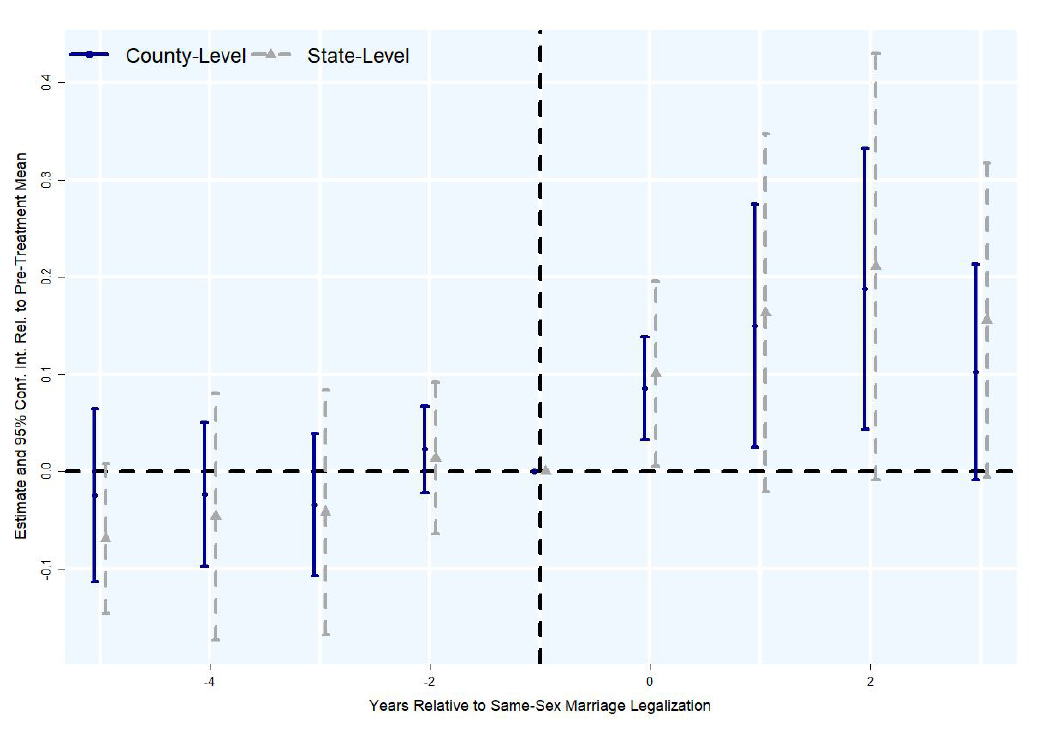 County-Level State-Level
Estimate and 95% Conf. Int. Rel. to Pre-Treatment Mean
0.4
0.3
0.2
0.1
0.0
-0.1
-4 -2 0 2
Years Relative to Same-Sex Marriage Legalization